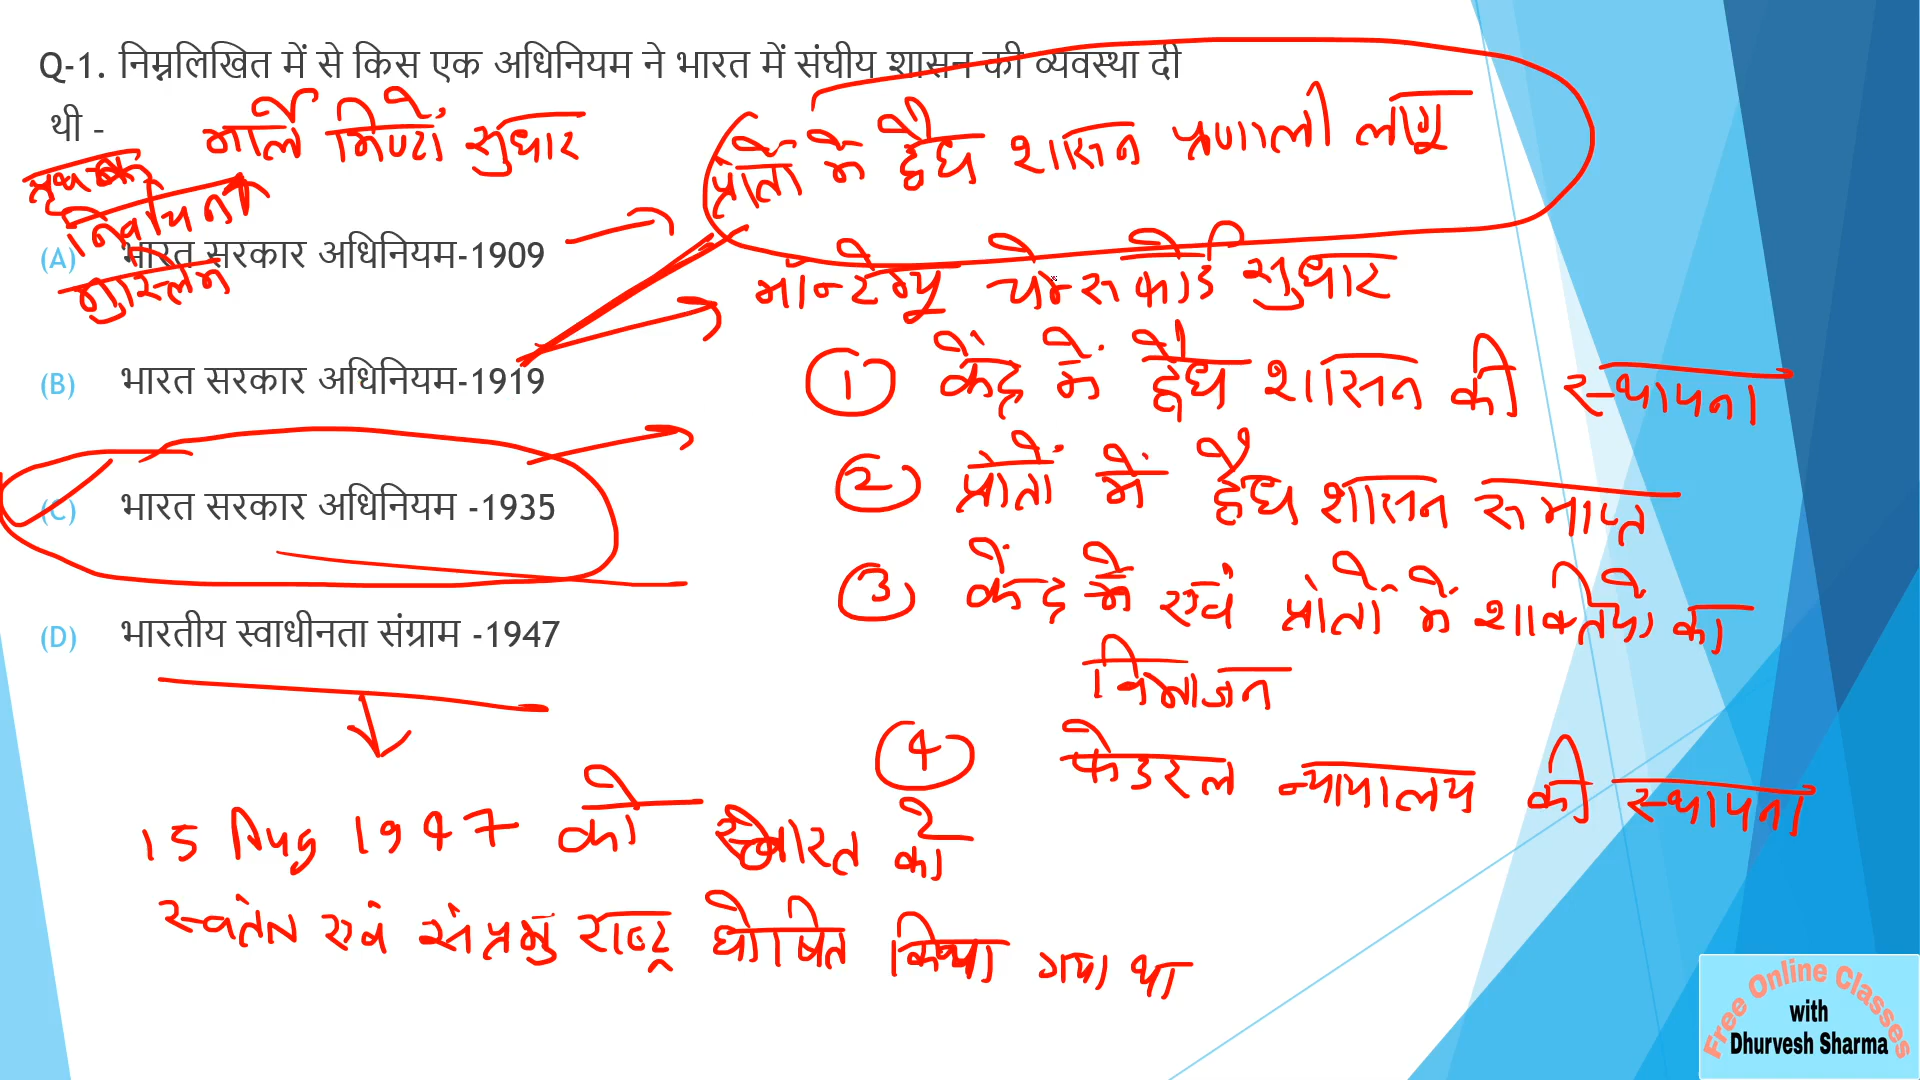 Q-1. निम्नलिखित में से किस एक अधिनियम ने भारत में संघीय शासन की व्यवस्था दी
थी -
मार्ले मिण्टों सुधार
पृथक
निर्वाचन
मुस्लिम
प्रांतों में द्वैध शासन प्रणाली लागू
(A) भारत सरकार अधिनियम-1909
मॉन्टेग्यू चेम्सफोर्ड सुधार
(B) भारत सरकार अधिनियम-1919
① केंद्र में द्वैध शासन की स्थापना
(C) भारत सरकार अधिनियम -1935
② प्रांतों में द्वैध शासन समाप्त
③ केंद्र में एवं प्रांतों में शक्तियों का
विभाजन
(D) भारतीय स्वाधीनता संग्राम -1947
④ फेडरल न्यायालय की स्थापना
15 Aug 1947 को भारत को
स्वतंत्र एवं संप्रभु राष्ट्र घोषित किया गया था
Free Online Classes
with
Dhurvesh Sharma